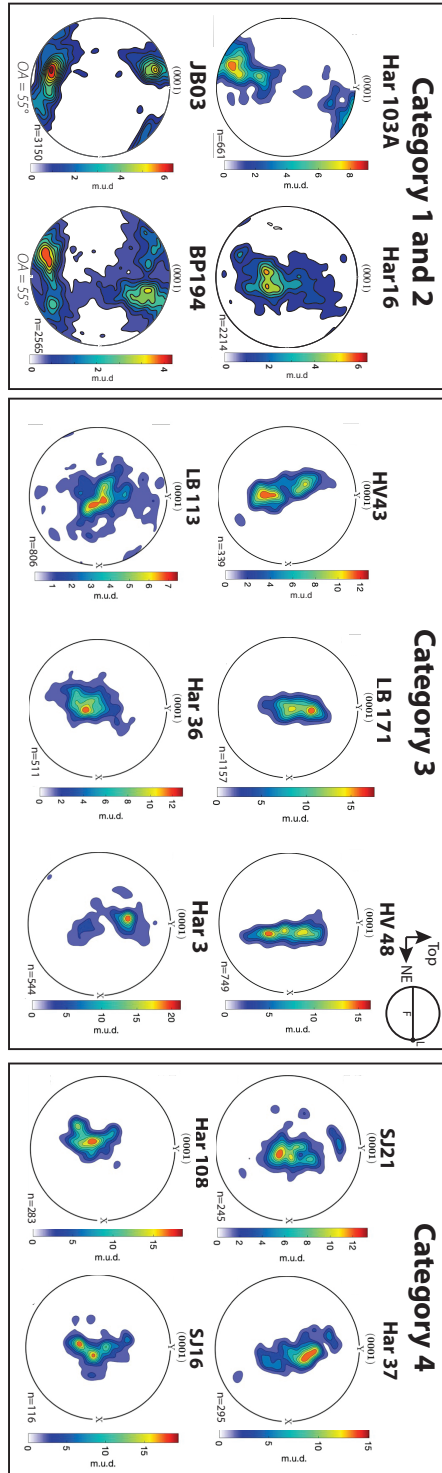 Category 1 and 2
Har 103A
Y
(0001)
n=661
0 2 4 6 8
m.u.d
Har16
(0001)
n=2214
0 2 4 6
m.u.d
JB03
(0001)
OA = 55°
n=3150
0 2 4 6
m.u.d
BP194
(0001)
OA = 55°
n=2565
0 1 2 3 4
m.u.d
Category 3
Top
NE
F
L
HV43
(0001)
Y
n=339
0 2 4 6 8 10 12
m.u.d.
LB 171
(0001)
Y
n=1157
0 5 10 15
m.u.d.
HV 48
(0001)
Y
n=749
0 5 10 15
m.u.d.
LB 113
(0001)
Y
X
n=806
1 2 3 4 5 6 7
m.u.d.
Har 36
(0001)
Y
X
n=511
0 2 4 6 8 10 12
m.u.d.
Har 3
(0001)
Y
X
n=544
0 5 10 15 20
m.u.d.
Category 4
SJ21
(0001)
Y
n=245
0 2 4 6 8 10 12
m.u.d.
Har 37
(0001)
Y
n=295
0 5 10 15
m.u.d.
Har 108
(0001)
Y
X
n=283
0 5 10 15
m.u.d.
SJ16
(0001)
Y
X
n=116
0 5 10 15
m.u.d.